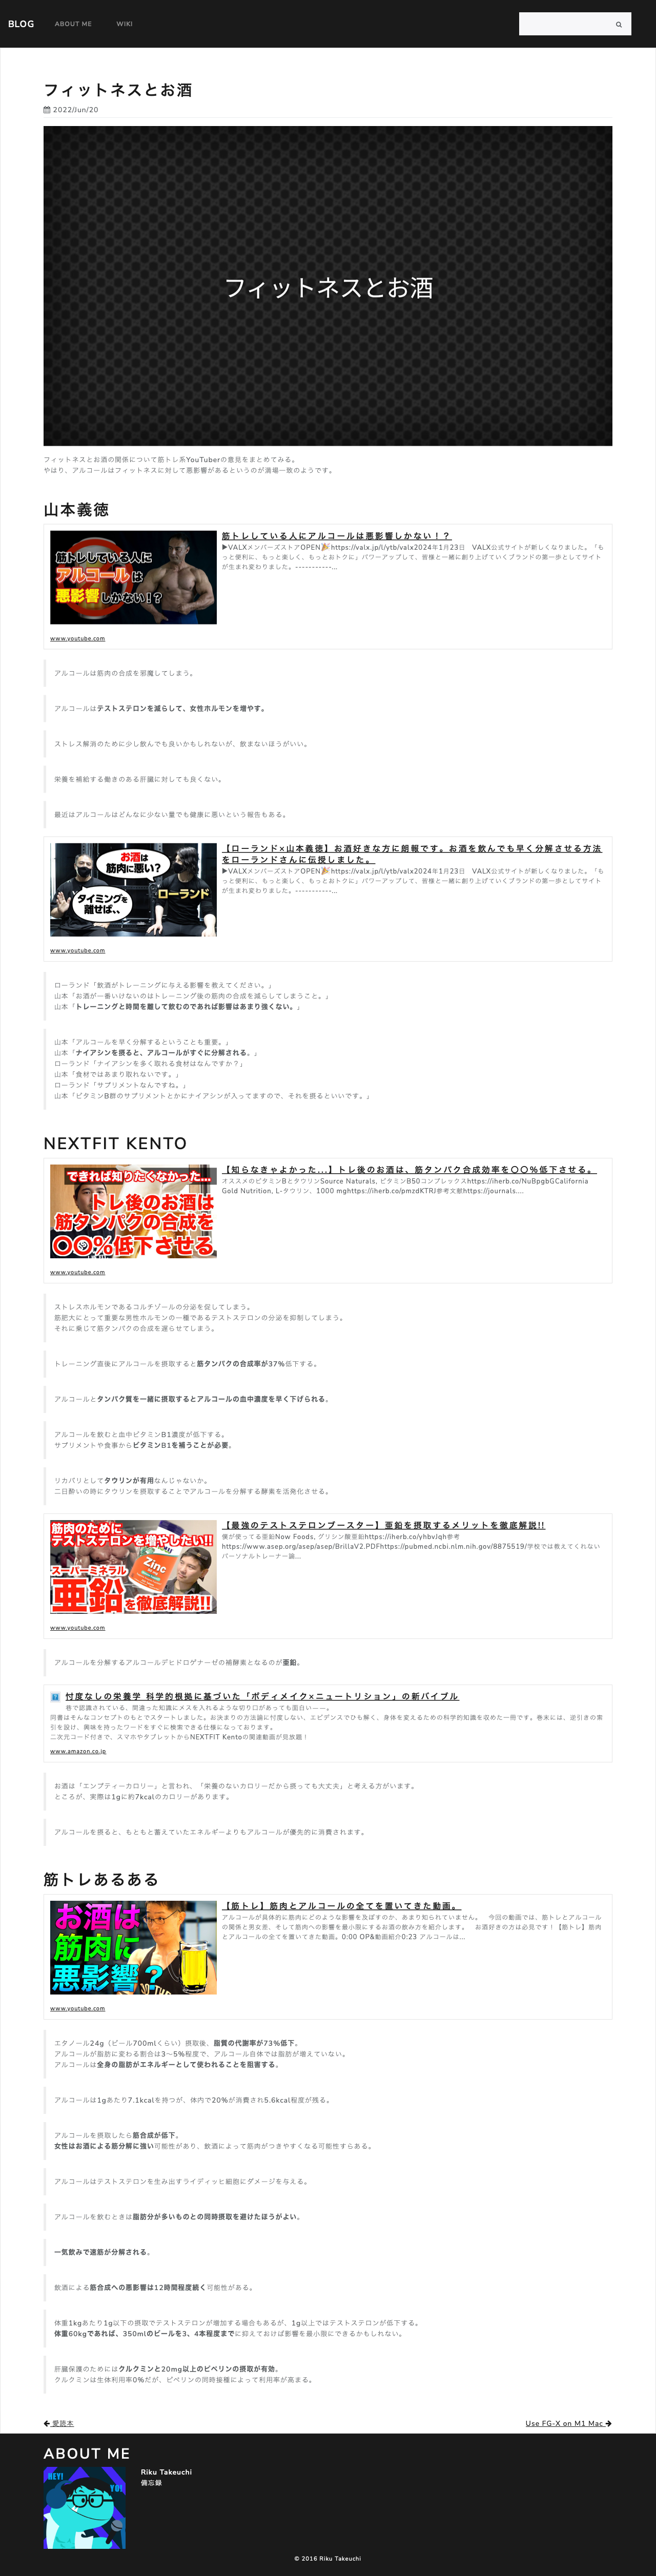 BLOG ABOUT ME WIKI
フィットネスとお酒
2022/Jun/20
フィットネスとお酒
フィットネスとお酒の関係について筋トレ系YouTuberの意見をまとめてみる。
やはり、アルコールはフィットネスに対して悪影響があるというのが満場一致のようです。
山本義徳
筋トレしている人に
アルコールは
悪影響しかない！？
筋トレしている人にアルコールは悪影響しかない！？
▶VALXメンバーズストアOPEN🎉https://valx.jp/l/ytb/valx2024年1月23日　VALX公式サイトが新しくなりました。「も
っと便利に、もっと楽しく、もっとおトクに」パワーアップして、皆様と一緒に創り上げていくブランドの第一歩としてサイト
が生まれ変わりました。-----------...
www.youtube.com
アルコールは筋肉の合成を邪魔してしまう。
アルコールはテストステロンを減らして、女性ホルモンを増やす。
ストレス解消のために少し飲んでも良いかもしれないが、飲まないほうがいい。
栄養を補給する働きのある肝臓に対しても良くない。
最近はアルコールはどんなに少ない量でも健康に悪いという報告もある。
お酒は
筋肉に悪い？
タイミングを
離せば、、
ローランド
【ローランド×山本義徳】お酒好きな方に朗報です。お酒を飲んでも早く分解させる方法
をローランドさんに伝授しました。
▶VALXメンバーズストアOPEN🎉https://valx.jp/l/ytb/valx2024年1月23日　VALX公式サイトが新しくなりました。「も
っと便利に、もっと楽しく、もっとおトクに」パワーアップして、皆様と一緒に創り上げていくブランドの第一歩としてサイト
が生まれ変わりました。-----------...
www.youtube.com
ローランド「飲酒がトレーニングに与える影響を教えてください。」
山本「お酒が一番いけないのはトレーニング後の筋肉の合成を減らしてしまうこと。」
山本「トレーニングと時間を離して飲むのであれば影響はあまり強くない。」
山本「アルコールを早く分解するということも重要。」
山本「ナイアシンを摂ると、アルコールがすぐに分解される。」
ローランド「ナイアシンを多く取れる食材はなんですか？」
山本「食材ではあまり取れないです。」
ローランド「サプリメントなんですね。」
山本「ビタミンB群のサプリメントとかにナイアシンが入ってますので、それを摂るといいです。」
NEXTFIT KENTO
できれば知りたくなかった...
トレ後のお酒は
筋タンパクの合成を
〇〇%低下させる
【知らなきゃよかった...】トレ後のお酒は、筋タンパク合成効率を〇〇％低下させる。
オススメのビタミンBとタウリンSource Naturals, ビタミンB50コンプレックスhttps://iherb.co/NuBpgbGCalifornia
Gold Nutrition, L-タウリン、1000 mghttps://iherb.co/pmzdKTRJ参考文献https://journals....
www.youtube.com
ストレスホルモンであるコルチゾールの分泌を促してしまう。
筋肥大にとって重要な男性ホルモンの一種であるテストステロンの分泌を抑制してしまう。
それに乗じて筋タンパクの合成を遅らせてしまう。
トレーニング直後にアルコールを摂取すると筋タンパクの合成率が37%低下する。
アルコールとタンパク質を一緒に摂取するとアルコールの血中濃度を早く下げられる。
アルコールを飲むと血中ビタミンB1濃度が低下する。
サプリメントや食事からビタミンB1を補うことが必要。
リカバリとしてタウリンが有用なんじゃないか。
二日酔いの時にタウリンを摂取することでアルコールを分解する酵素を活発化させる。
筋肉のために
テストステロンを増やしたい!!
スーパーミネラル
亜鉛を徹底解説!!
Zinc
【最強のテストステロンブースター】亜鉛を摂取するメリットを徹底解説!!
僕が使ってる亜鉛Now Foods, グリシン酸亜鉛https://iherb.co/yhbvJqh参考
https://www.asep.org/asep/asep/BrillaV2.PDFhttps://pubmed.ncbi.nlm.nih.gov/8875519/学校では教えてくれない
パーソナルトレーナー論...
www.youtube.com
アルコールを分解するアルコールデヒドロゲナーゼの補酵素となるのが亜鉛。
忖度なしの栄養学 科学的根拠に基づいた「ボディメイク×ニュートリション」の新バイブル
巷で認識されている、間違った知識にメスを入れるような切り口があっても面白い――。
同書はそんなコンセプトのもとでスタートしました。お決まりの方法論に忖度しない、エビデンスでひも解く、身体を変えるための科学的知識を収めた一冊です。巻末には、逆引きの索
引を設け、興味を持ったワードをすぐに検索できる仕様になっております。
二次元コード付きで、スマホやタブレットからNEXTFIT Kentoの関連動画が見放題！
www.amazon.co.jp
お酒は「エンプティーカロリー」と言われ、「栄養のないカロリーだから摂っても大丈夫」と考える方がいます。
ところが、実際は1gに約7kcalのカロリーがあります。
アルコールを摂ると、もともと蓄えていたエネルギーよりもアルコールが優先的に消費されます。
筋トレあるある
お酒は
筋肉に
悪影響？
【筋トレ】筋肉とアルコールの全てを置いてきた動画。
アルコールが具体的に筋肉にどのような影響を及ぼすのか、あまり知られていません。　今回の動画では、筋トレとアルコール
の関係と男女差、そして筋肉への影響を最小限にするお酒の飲み方を紹介します。　お酒好きの方は必見です！【筋トレ】筋肉
とアルコールの全てを置いてきた動画。0:00 OP&動画紹介0:23 アルコールは...
www.youtube.com
エタノール24g（ビール700mlくらい）摂取後、脂質の代謝率が73%低下。
アルコールが脂肪に変わる割合は3〜5%程度で、アルコール自体では脂肪が増えていない。
アルコールは全身の脂肪がエネルギーとして使われることを阻害する。
アルコールは1gあたり7.1kcalを持つが、体内で20%が消費され5.6kcal程度が残る。
アルコールを摂取したら筋合成が低下。
女性はお酒による筋分解に強い可能性があり、飲酒によって筋肉がつきやすくなる可能性すらある。
アルコールはテストステロンを生み出すライディッヒ細胞にダメージを与える。
アルコールを飲むときは脂肪分が多いものとの同時摂取を避けたほうがよい。
一気飲みで速筋が分解される。
飲酒による筋合成への悪影響は12時間程度続く可能性がある。
体重1kgあたり1g以下の摂取でテストステロンが増加する場合もあるが、1g以上ではテストステロンが低下する。
体重60kgであれば、350mlのビールを3、4本程度までに抑えておけば影響を最小限にできるかもしれない。
肝臓保護のためにはクルクミンと20mg以上のピペリンの摂取が有効。
クルクミンは生体利用率0%だが、ピペリンの同時接種によって利用率が高まる。
愛読本
Use FG-X on M1 Mac
ABOUT ME
HEY!
YO!
Riku Takeuchi
備忘録
© 2016 Riku Takeuchi